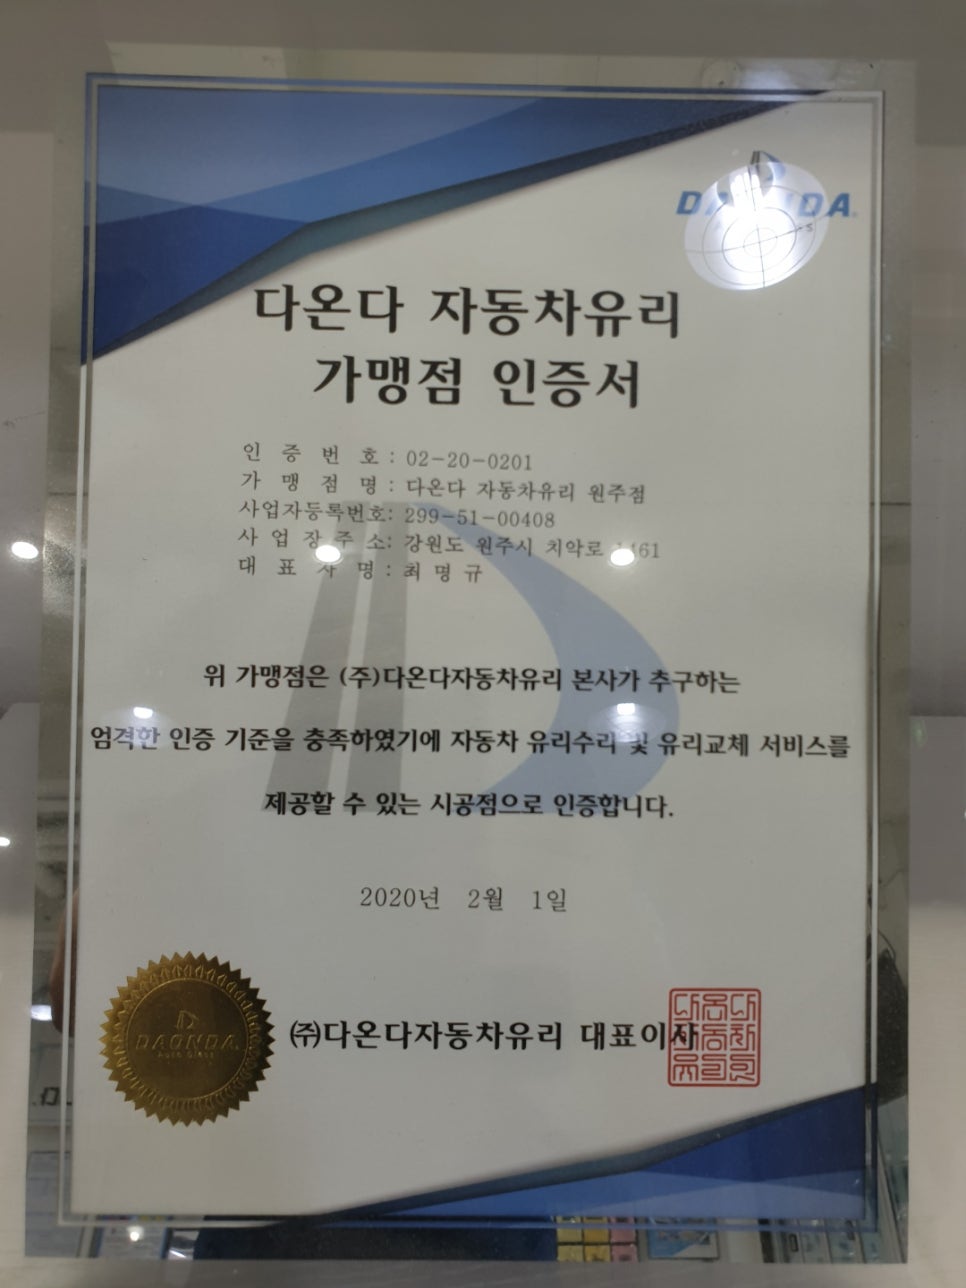 다온다 자동차유리
가맹점 인증서
인 증 번 호 : 02-20-0201
가 맹 점 명 : 다온다 자동차유리 원주점
사업자등록번호: 299-51-00408
사 업 장 주 소: 강원도 원주시 치악로
대 표 자 명 : 최 명 규
위 가맹점은 (주)다온다자동차유리 본사가 추구하는
엄격한 인증 기준을 충족하였기에 자동차 유리수리 및 유리교체 서비스를
제공할 수 있는 시공점으로 인증합니다.
2020년 2월 1일
DAONDA
Auto Glass
㈜다온다자동차유리 대표이사